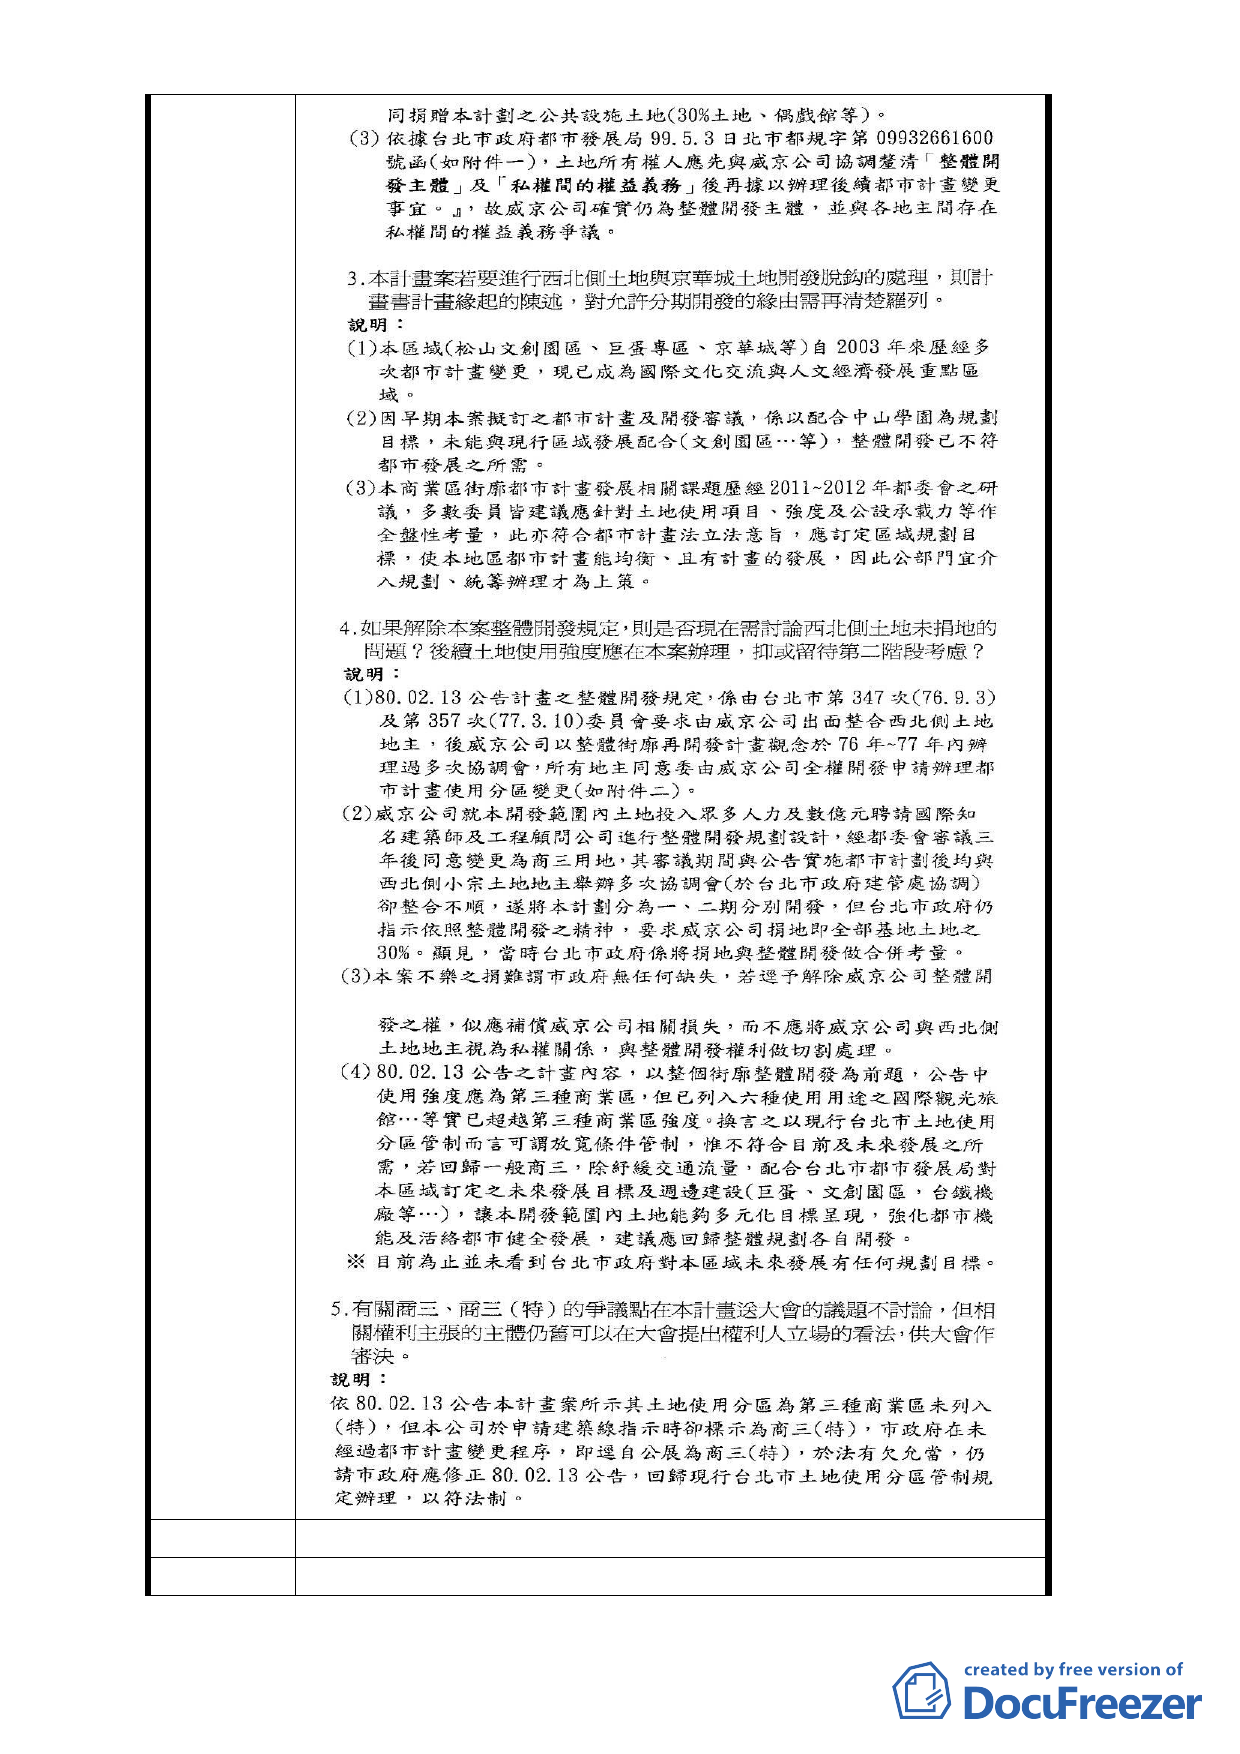 同捐贈本計劃之公共設施土地(30%土地、偶戲館等)。
(3)依據台北市政府都市發展局 99.5.3 日北市都規字第 09932661600
號函(如附件一)，土地所有權人應先與威京公司協調釐清「整體開
發主體」及「私權間的權益義務」後再據以辦理後續都市計畫變更
事宜。』，故威京公司確實仍為整體開發主體，並與各地主間存在
私權間的權益義務爭議。
3.本計畫案若要進行西北側土地與京華城土地開發脫鈎的處理，則計
畫書計畫緣起的陳述，對允許分期開發的緣由需再清楚羅列。
說明：
(1)本區域(松山文創園區、巨蛋專區、京華城等)自 2003 年來歷經多
次都市計畫變更，現已成為國際文化交流與人文經濟發展重點區
域。
(2)因早期本案擬訂之都市計畫及開發審議，係以配合中山學園為規劃
目標，未能與現行區域發展配合(文創園區…等)，整體開發已不符
都市發展之所需。
(3)本商業區街廓都市計畫發展相關課題歷經 2011~2012 年都委會之研
議，多數委員皆建議應針對土地使用項目、強度及公設承載力等作
全盤性考量，此亦符合都市計畫法立法意旨，應訂定區域規劃目
標，使本地區都市計畫能均衡、且有計畫的發展，因此公部門宜介
入規劃、統籌辦理才為上策。
4.如果解除本案整體開發規定，則是否現在需討論西北側土地未捐地的
問題？後續土地使用強度應在本案辦理，抑或留待第二階段考慮？
說明：
(1)80.02.13 公告計畫之整體開發規定，係由台北市第 347 次(76.9.3)
及第 357 次(77.3.10)委員會要求由威京公司出面整合西北側土地
地主，後威京公司以整體街廓再開發計畫觀念於 76 年~77 年內辦
理過多次協調會，所有地主同意委由威京公司全權開發申請辦理都
市計畫使用分區變更(如附件二)。
(2)威京公司就本開發範圍內土地投入眾多人力及數億元聘請國際知
名建築師及工程顧問公司進行整體開發規劃設計，經都委會審議三
年後同意變更為商三用地，其審議期間與公告實施都市計劃後均與
西北側小宗土地地主舉辦多次協調會(於台北市政府建管處協調)
卻整合不順，遂將本計劃分為一、二期分別開發，但台北市政府仍
指示依照整體開發之精神，要求威京公司捐地即全部基地土地之
30%。顯見，當時台北市政府係將捐地與整體開發做合併考量。
(3)本案不樂之捐難謂市政府無任何缺失，若逕予解除威京公司整體開
發之權，似應補償威京公司相關損失，而不應將威京公司與西北側
土地地主視為私權關係，與整體開發權利做切割處理。
(4)80.02.13 公告之計畫內容，以整個街廓整體開發為前題，公告中
使用強度應為第三種商業區，但已列入六種使用用途之國際觀光旅
館…等實已超越第三種商業區強度。換言之以現行台北市土地使用
分區管制而言可謂放寬條件管制，惟不符合目前及未來發展之所
需，若回歸一般商三，除紓緩交通流量，配合台北市都市發展局對
本區域訂定之未來發展目標及週邊建設(巨蛋、文創園區，台鐵機
廠等…)，讓本開發範圍內土地能夠多元化目標呈現，強化都市機
能及活絡都市健全發展，建議應回歸整體規劃各自開發。
※目前為止並未看到台北市政府對本區域未來發展有任何規劃目標。
5.有關商三、商三（特）的爭議點在本計畫送大會的議題不討論，但相
關權利主張的主體仍舊可以在大會提出權利人立場的看法，供大會作
審決。
說明：
依 80.02.13 公告本計畫案所示其土地使用分區為第三種商業區未列入
(特)，但本公司於申請建築線指示時卻標示為商三(特)，市政府在未
經過都市計畫變更程序，即逕自公展為商三(特)，於法有欠允當，仍
請市政府應修正 80.02.13 公告，回歸現行台北市土地使用分區管制規
定辦理，以符法制。
created by free version of
DocuFreezer